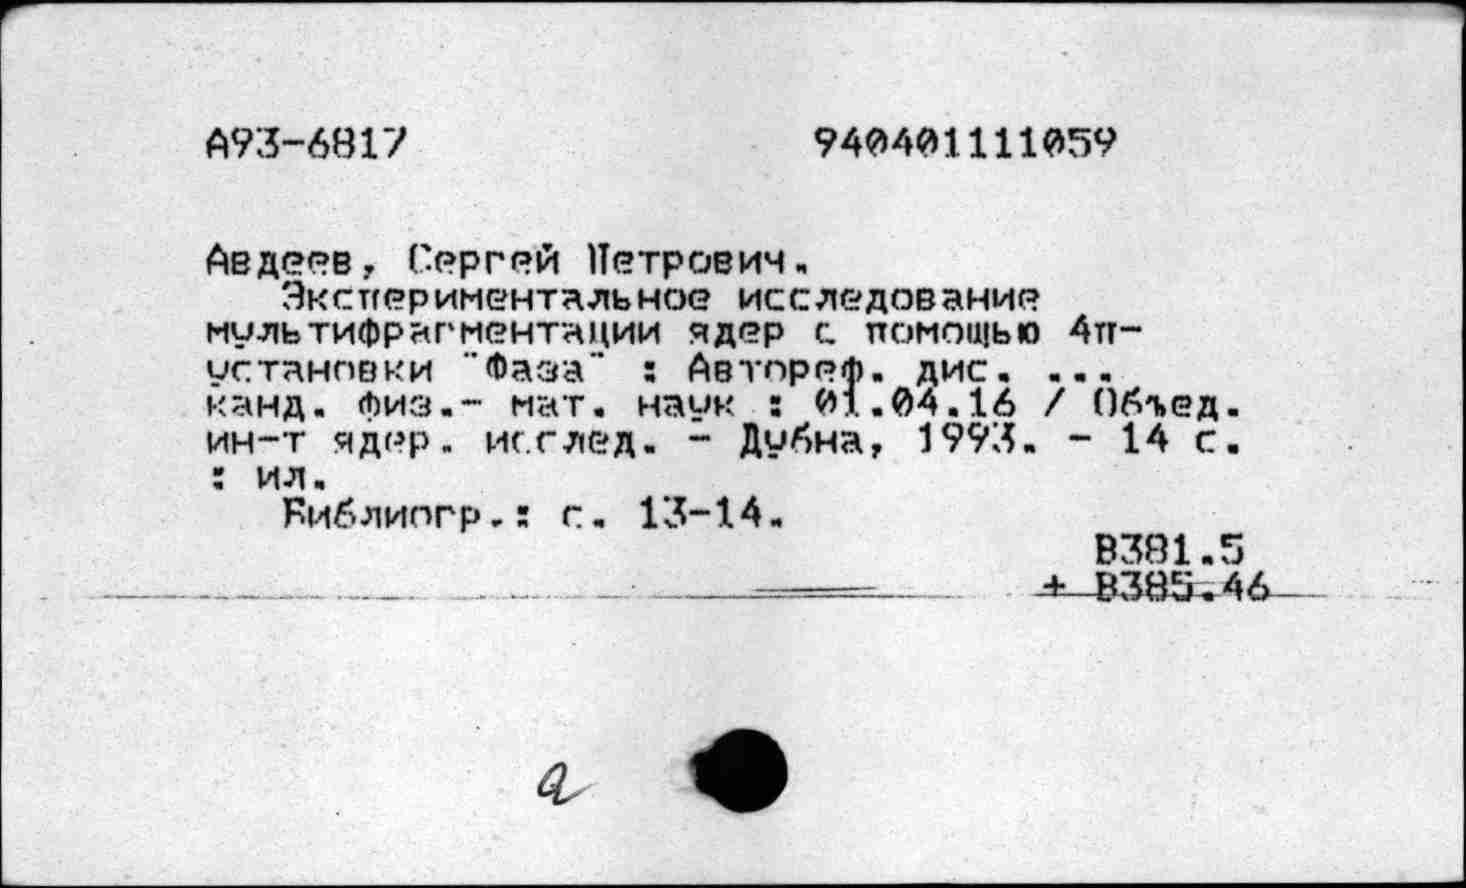 А93-6817 940401111059
Авдеев, Сергей Петрович.
Экспериментальное исследование
мультифрагментации ядер с помощью 4π-
установки "Фаза" : Автореф. дис. ...
канд. физ.- мат. наук : 01.04.16 / Объед.
ин-т ядер. исслед. - Дубна, 1993. - 14 с.
: ил.
Библиогр.: с. 13-14.
В381.5
+ В385.46
а